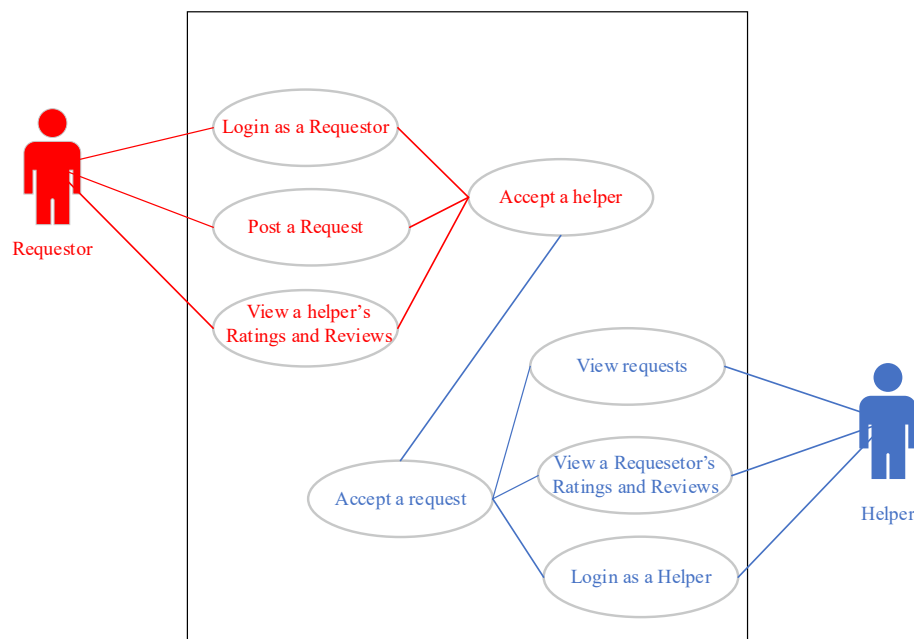 Login as a Requestor
Accept a helper
Post a Request
Requestor
View a helper’s
Ratings and Reviews
View requests
View a Requesetor’s
Ratings and Reviews
Accept a request
Helper
Login as a Helper